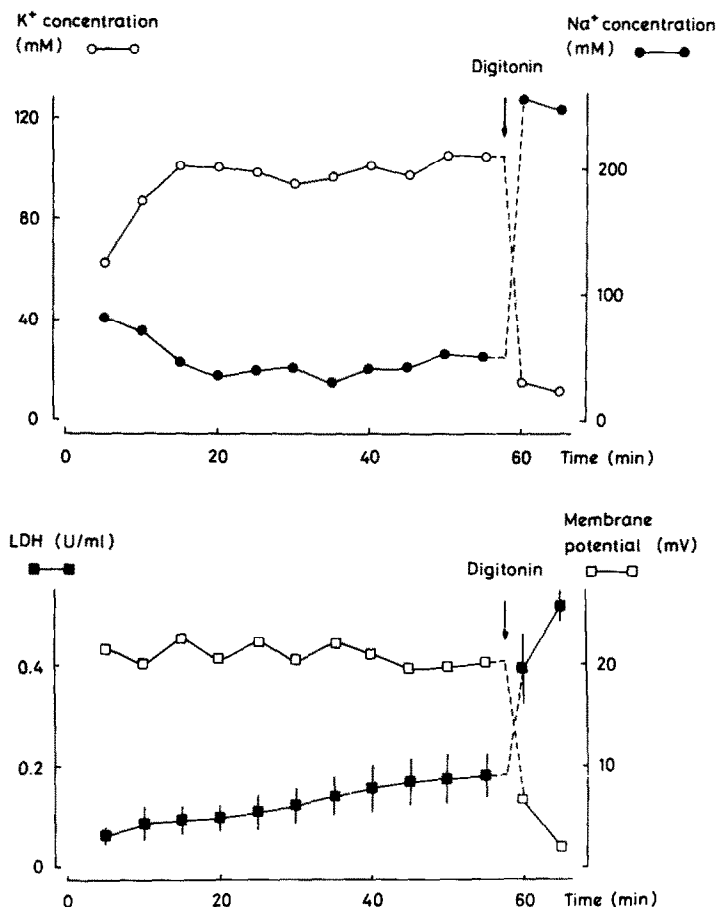 K⁺ concentration
(mM)
Na⁺ concentration
(mM)
Digitonin
120
80
40
0
200
100
0
0
20
40
60
Time (min)
LDH (U/ml)
Membrane
potential (mV)
Digitonin
0.4
0.2
0
20
10
0
20
40
60
Time (min)